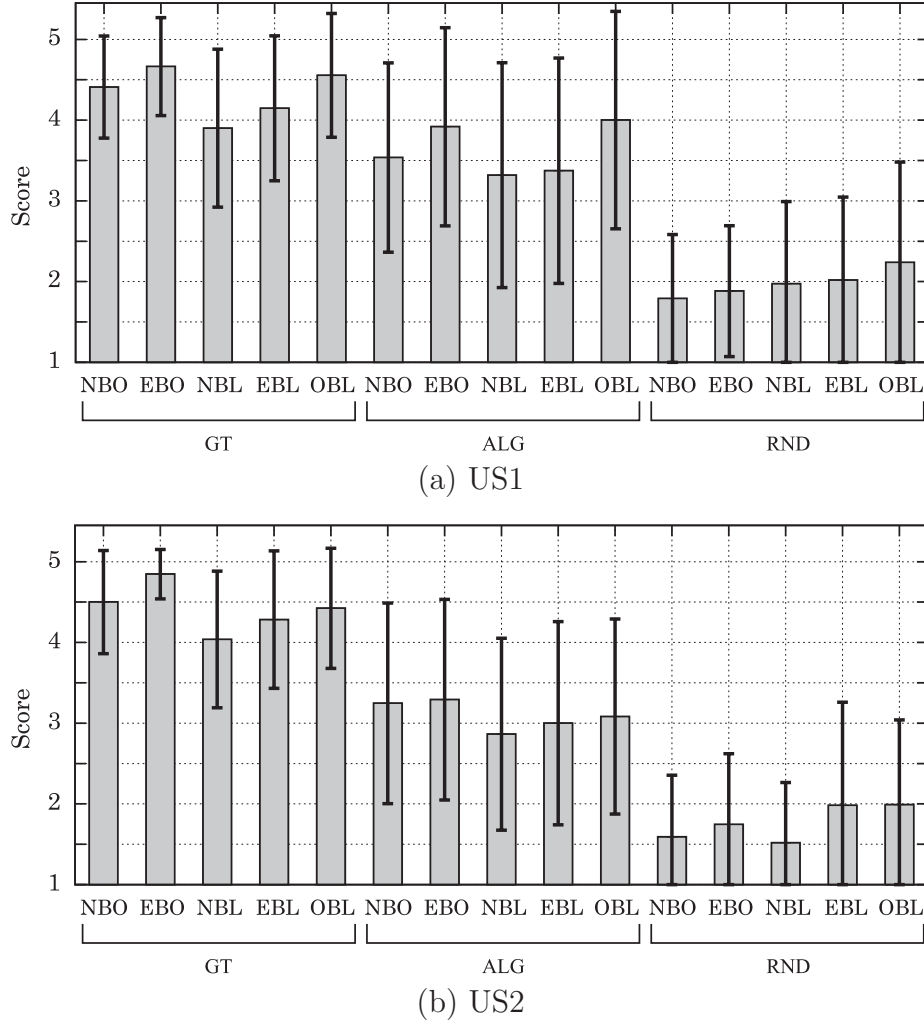 5
4
3
2
1
Score
NBO EBO NBL EBL OBL NBO EBO NBL EBL OBL NBO EBO NBL EBL OBL
GT ALG RND
(a) US1
5
4
3
2
1
Score
NBO EBO NBL EBL OBL NBO EBO NBL EBL OBL NBO EBO NBL EBL OBL
GT ALG RND
(b) US2